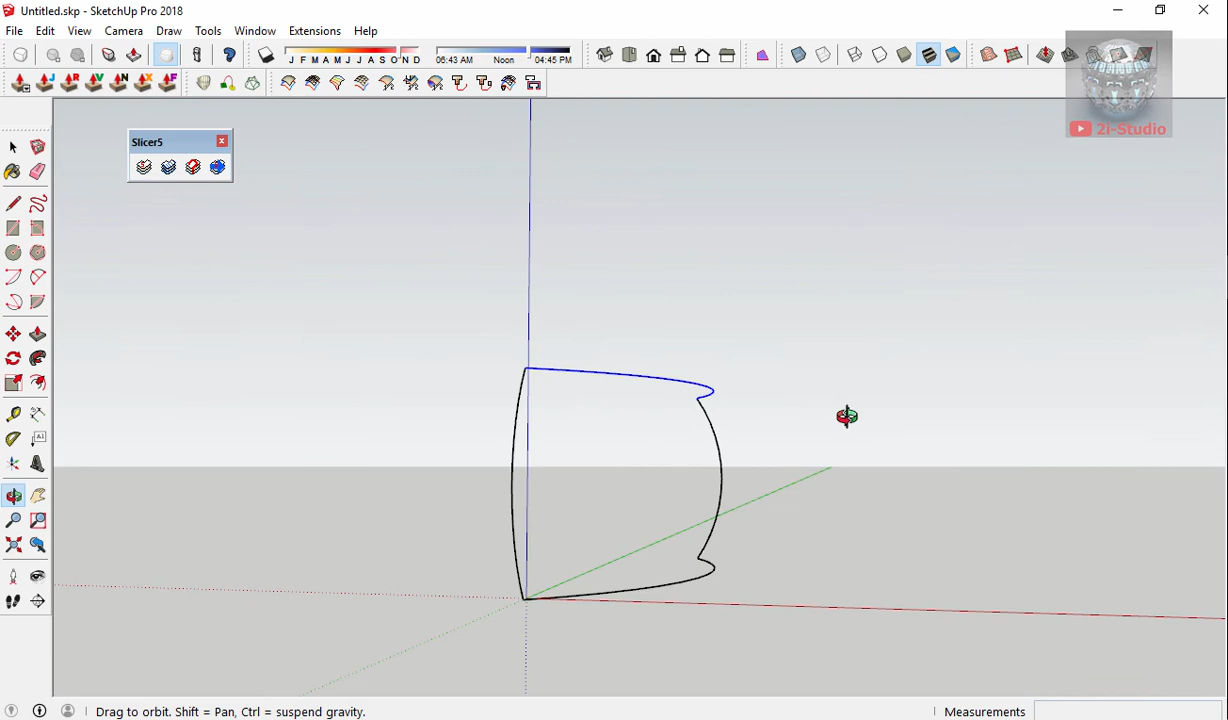 Untitled.skp - SketchUp Pro 2018
File Edit View Camera Draw Tools Window Extensions Help
J F M A M J J A S O N D
06:43 AM Noon 04:45 PM
J R V N X F
2i-Studio
Slicer5
A1
Drag to orbit. Shift = Pan, Ctrl = suspend gravity.
Measurements